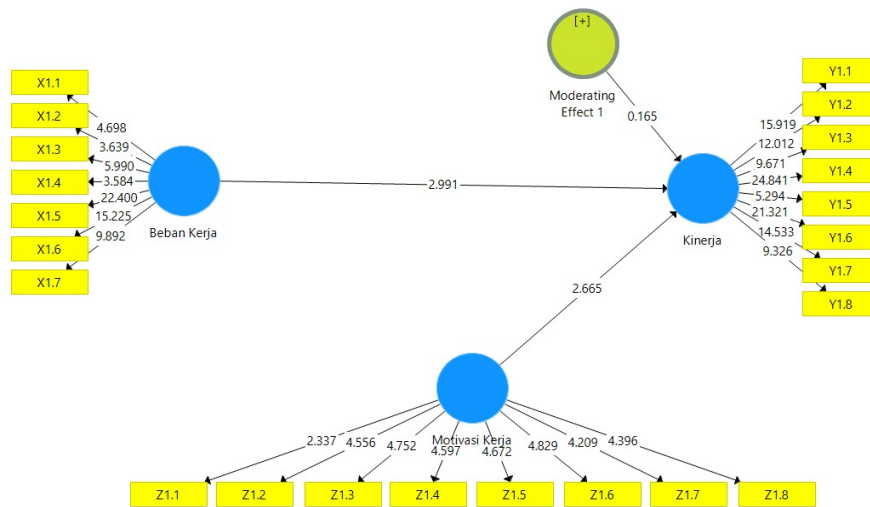 [+]
Moderating
Effect 1
0.165
X1.1
X1.2
X1.3
X1.4
X1.5
X1.6
X1.7
4.698
3.639
5.990
3.584
22.400
15.225
9.892
Beban Kerja
2.991
Y1.1
Y1.2
Y1.3
Y1.4
Y1.5
Y1.6
Y1.7
Y1.8
15.919
12.012
9.671
24.841
5.294
21.321
14.533
9.326
Kinerja
2.665
Motivasi Kerja
2.337
4.556
4.752
4.597
4.672
4.829
4.209
4.396
Z1.1
Z1.2
Z1.3
Z1.4
Z1.5
Z1.6
Z1.7
Z1.8